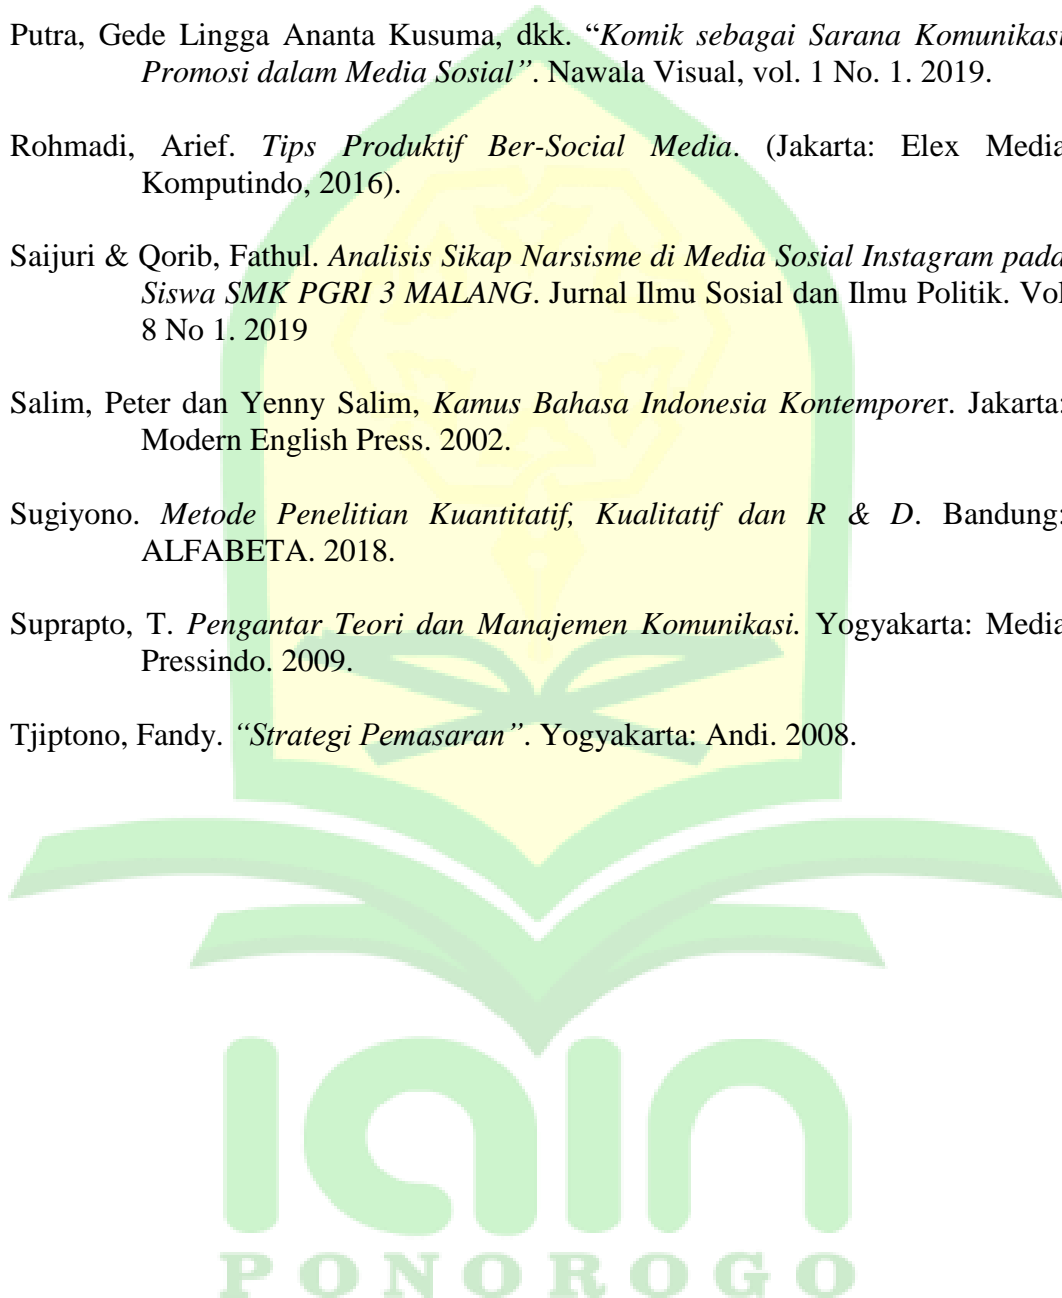 Putra, Gede Lingga Ananta Kusuma, dkk. “Komik sebagai Sarana Komunikasi
Promosi dalam Media Sosial”. Nawala Visual, vol. 1 No. 1. 2019.
Rohmadi, Arief. Tips Produktif Ber-Social Media. (Jakarta: Elex Media
Komputindo, 2016).
Saijuri & Qorib, Fathul. Analisis Sikap Narsisme di Media Sosial Instagram pada
Siswa SMK PGRI 3 MALANG. Jurnal Ilmu Sosial dan Ilmu Politik. Vol
8 No 1. 2019
Salim, Peter dan Yenny Salim, Kamus Bahasa Indonesia Kontemporer. Jakarta:
Modern English Press. 2002.
Sugiyono. Metode Penelitian Kuantitatif, Kualitatif dan R & D. Bandung:
ALFABETA. 2018.
Suprapto, T. Pengantar Teori dan Manajemen Komunikasi. Yogyakarta: Media
Pressindo. 2009.
Tjiptono, Fandy. “Strategi Pemasaran”. Yogyakarta: Andi. 2008.
IAIN
PONOROGO